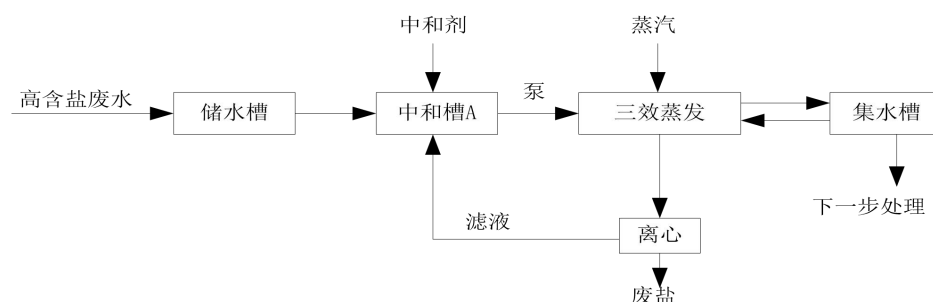 中和剂
蒸汽
高含盐废水
储水槽
中和槽A
泵
三效蒸发
集水槽
下一步处理
滤液
离心
废盐